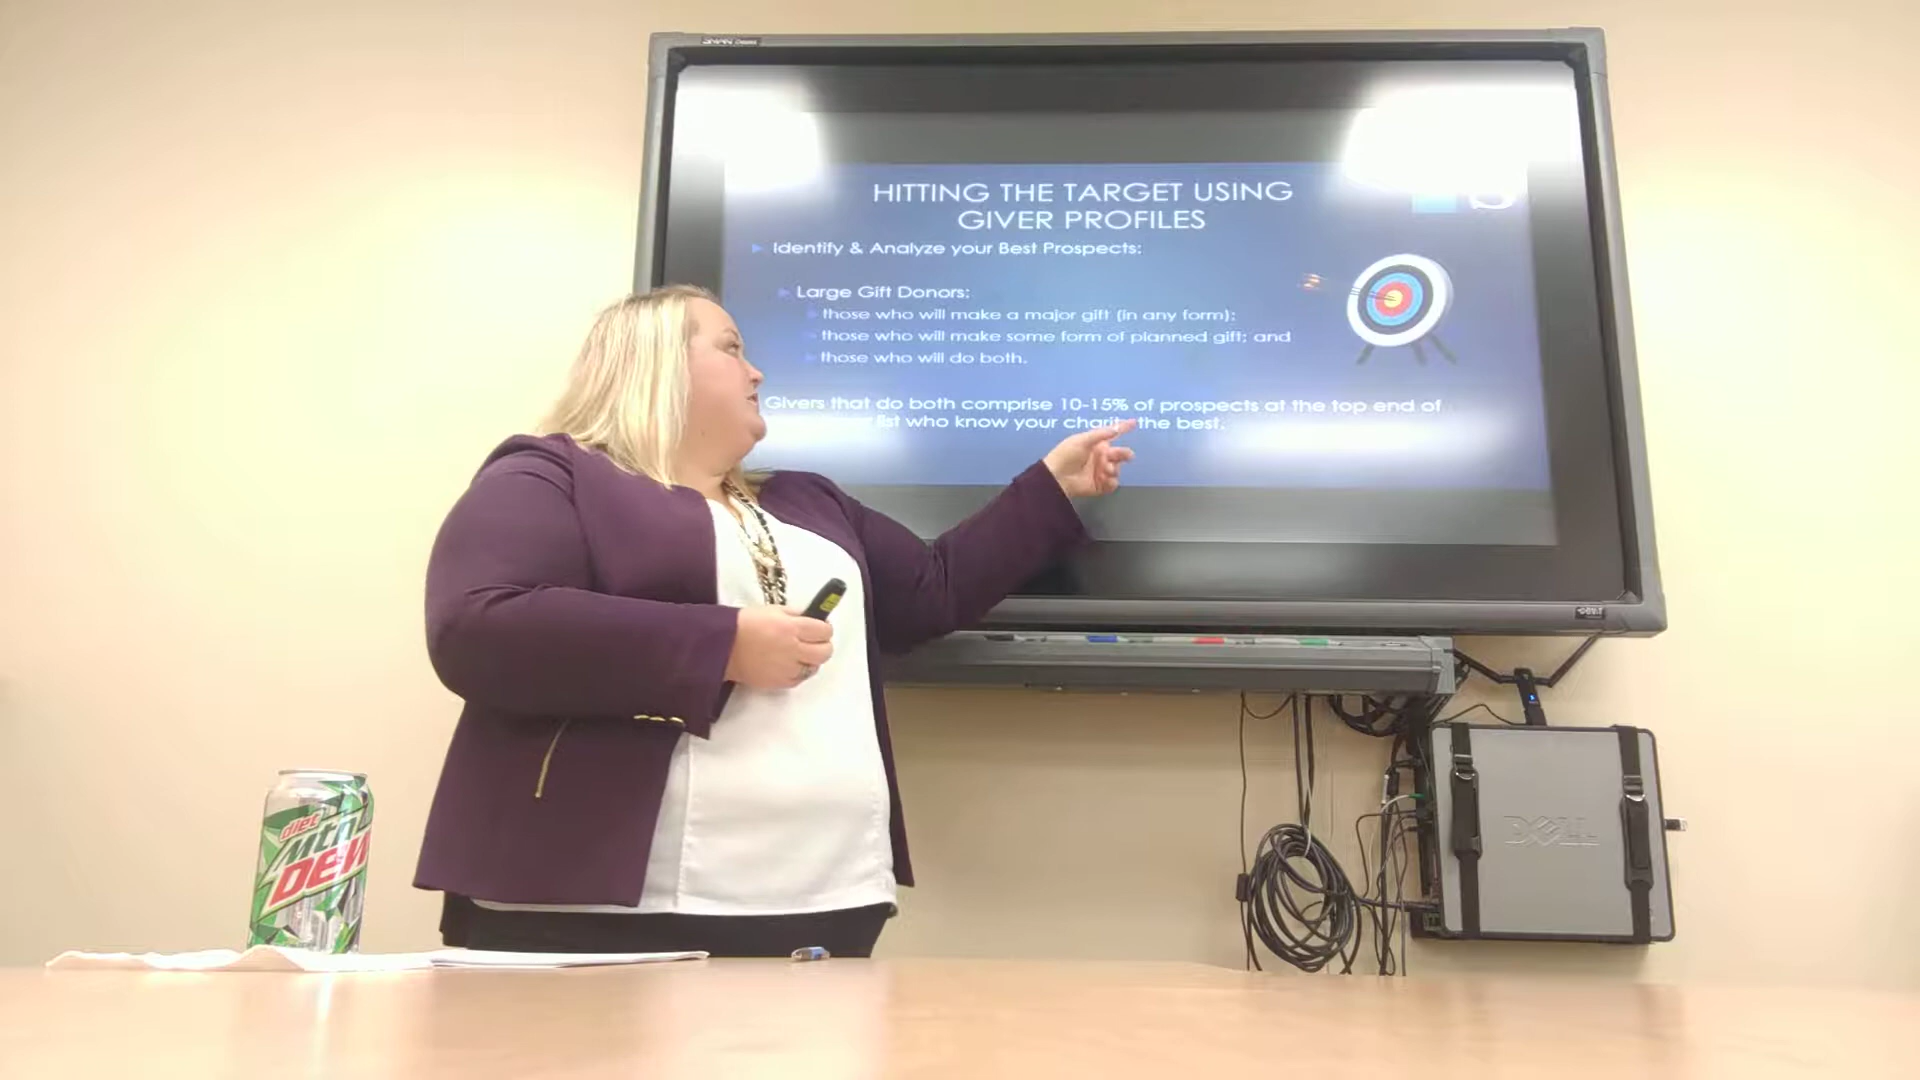 HITTING THE TARGET USING
GIVER PROFILES
Identify & Analyze your Best Prospects:
Large Gift Donors:
those who will make a major gift (in any form);
those who will make some form of planned gift; and
those who will do both.
Givers that do both comprise 10-15% of prospects at the top end of
list who know your charity the best.
diet
Mtn
DEW
DELL